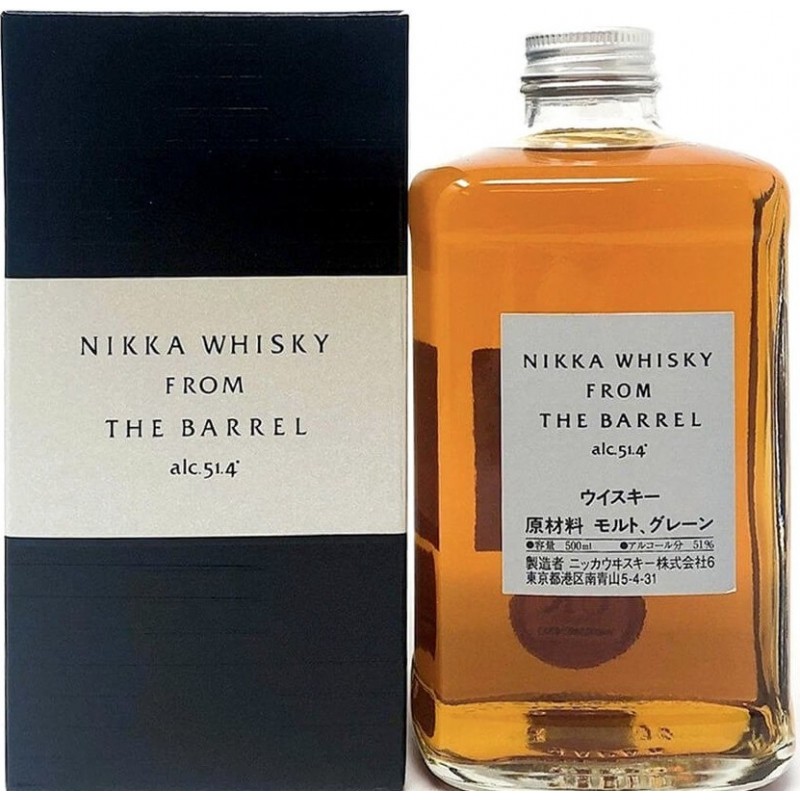 NIKKA WHISKY
FROM
THE BARREL
alc.51.4°
NIKKA WHISKY
FROM
THE BARREL
alc.51.4°
ウイスキー
原材料 モルト、グレーン
●容量 500ml ●アルコール分 51%
製造者 ニッカウヰスキー株式会社6
東京都港区南青山5-4-31